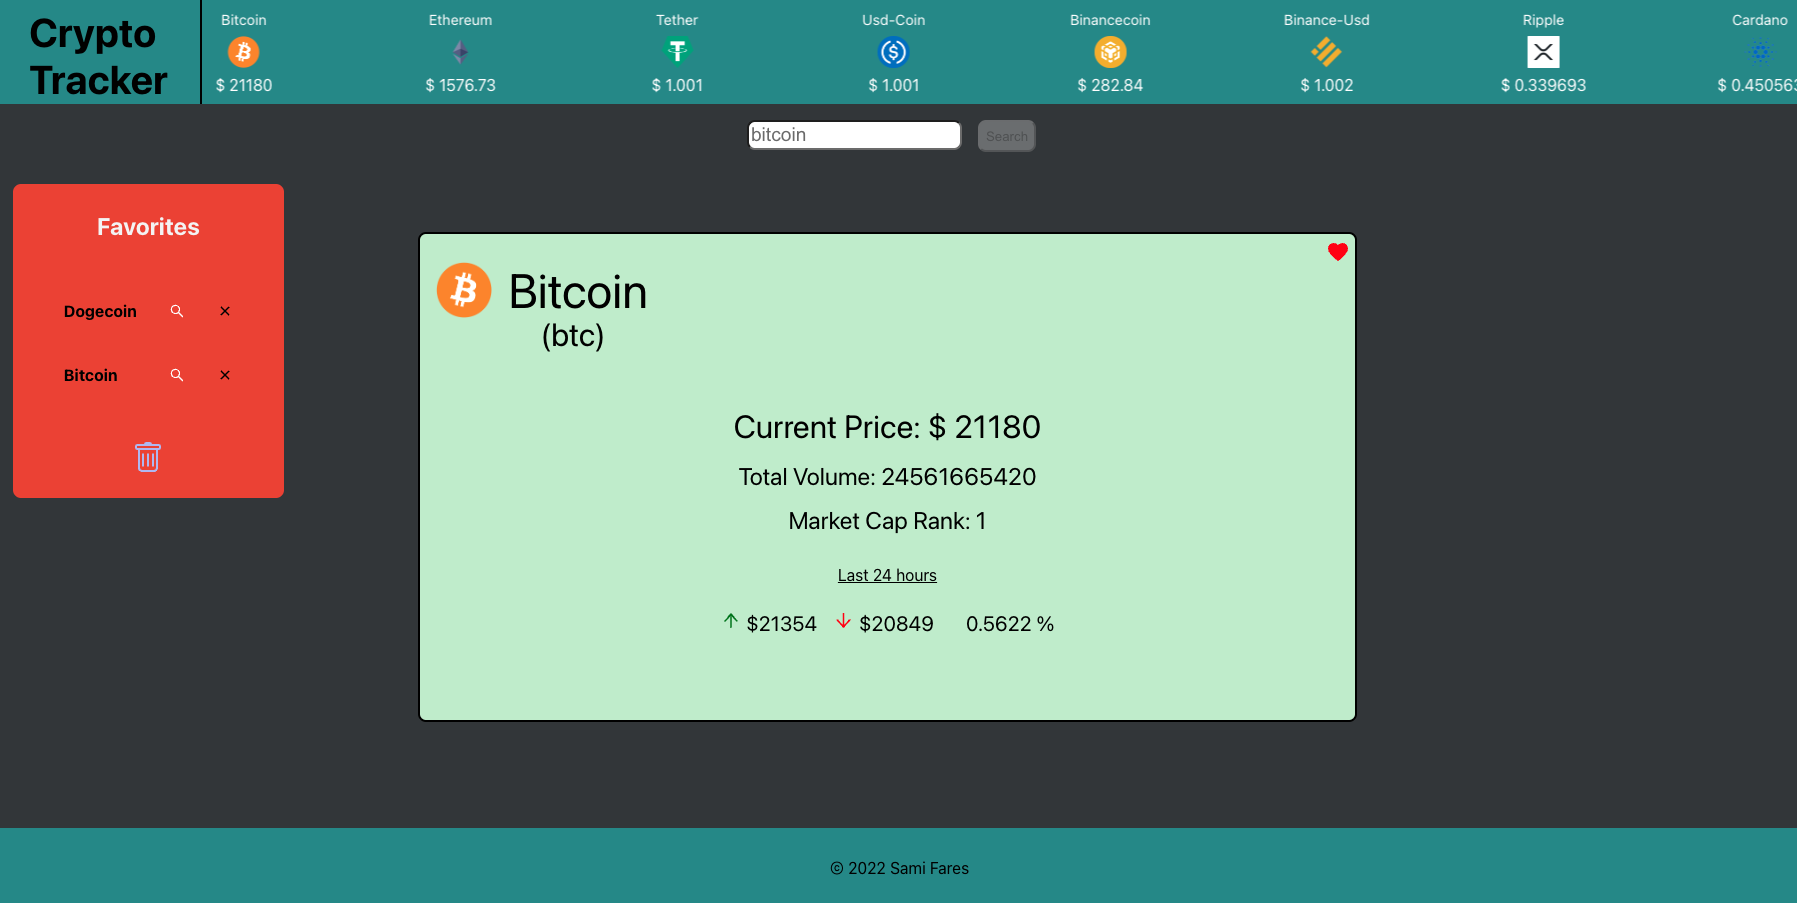 Crypto
Tracker
Bitcoin
$ 21180
Ethereum
$ 1576.73
Tether
$ 1.001
Usd-Coin
$ 1.001
Binancecoin
$ 282.84
Binance-Usd
$ 1.002
Ripple
$ 0.339693
Cardano
$ 0.450563
bitcoin
Search
Favorites
Dogecoin
Bitcoin
Bitcoin
(btc)
Current Price: $ 21180
Total Volume: 24561665420
Market Cap Rank: 1
Last 24 hours
↑ $21354 ↓ $20849 0.5622 %
© 2022 Sami Fares